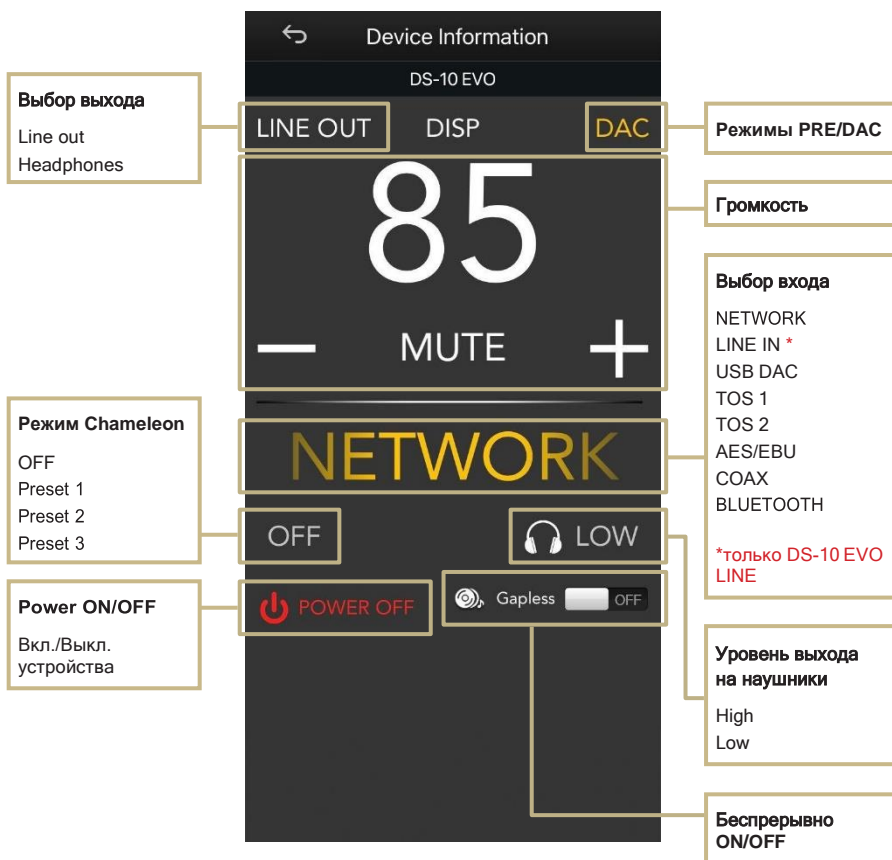 Device Information
DS-10 EVO
LINE OUT
DISP
DAC
85
MUTE
NETWORK
OFF
LOW
POWER OFF
Gapless
OFF
Выбор выхода
Line out
Headphones
Режим Chameleon
OFF
Preset 1
Preset 2
Preset 3
Power ON/OFF
Вкл./Выкл.
устройства
Режимы PRE/DAC
Громкость
Выбор входа
NETWORK
LINE IN *
USB DAC
TOS 1
TOS 2
AES/EBU
COAX
BLUETOOTH
*только DS-10 EVO
LINE
Уровень выхода
на наушники
High
Low
Беспрерывно
ON/OFF